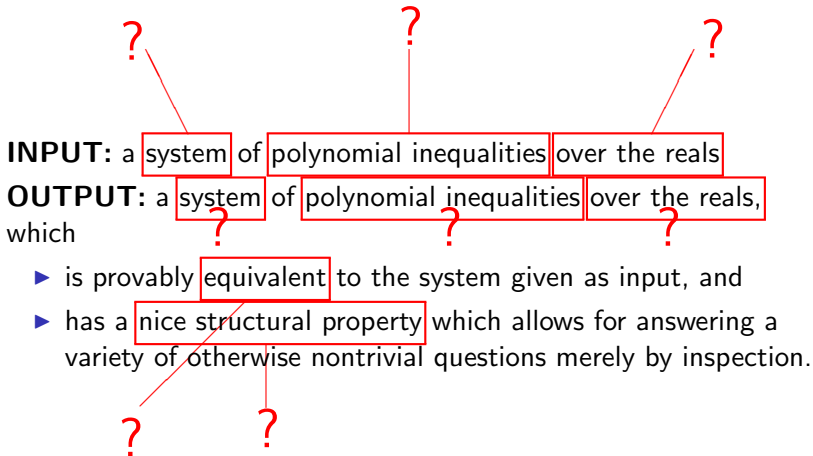 ? ? ?
INPUT: a system of polynomial inequalities over the reals
OUTPUT: a system of polynomial inequalities over the reals,
which ? ? ?
▶ is provably equivalent to the system given as input, and
▶ has a nice structural property which allows for answering a
variety of otherwise nontrivial questions merely by inspection.
? ?